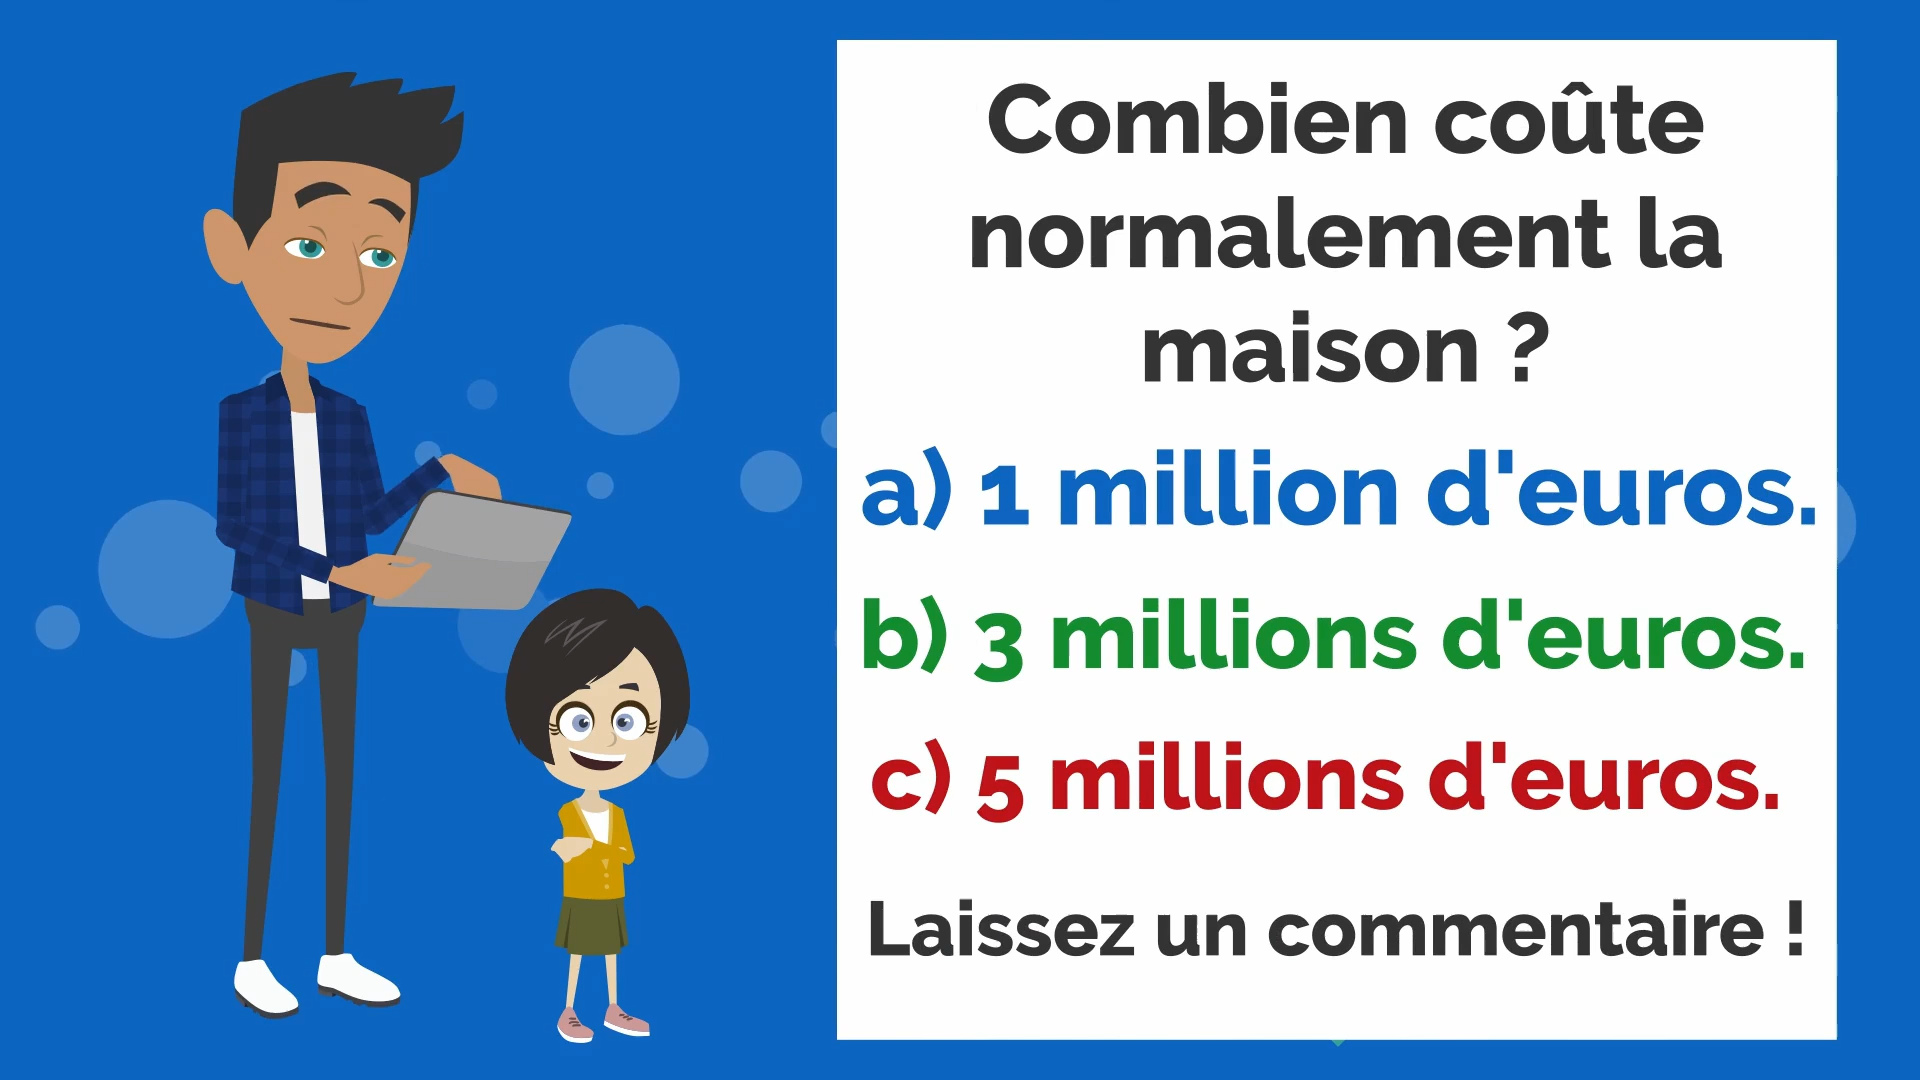 Combien coûte
normalement la
maison ?
a) 1 million d'euros.
b) 3 millions d'euros.
c) 5 millions d'euros.
Laissez un commentaire !